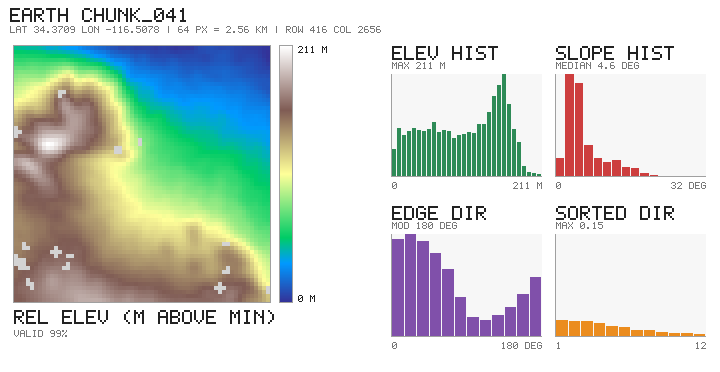 EARTH CHUNK_041
LAT 34.3709 LON -116.5078 | 64 PX = 2.56 KM | ROW 416 COL 2656
211 M
0 M
REL ELEV (M ABOVE MIN)
VALID 99%
ELEV HIST
MAX 211 M
0 211 M
SLOPE HIST
MEDIAN 4.6 DEG
0 32 DEG
EDGE DIR
MOD 180 DEG
0 180 DEG
SORTED DIR
MAX 0.15
1 12